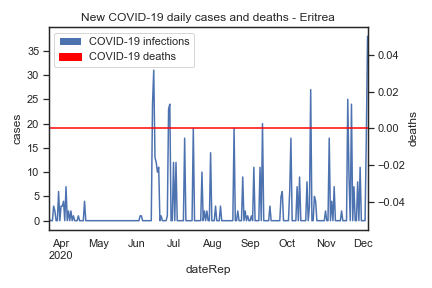 New COVID-19 daily cases and deaths - Eritrea
COVID-19 infections
COVID-19 deaths
35
30
25
20
15
10
5
0
cases
0.04
0.02
0.00
−0.02
−0.04
deaths
Apr May Jun Jul Aug Sep Oct Nov Dec
2020
dateRep